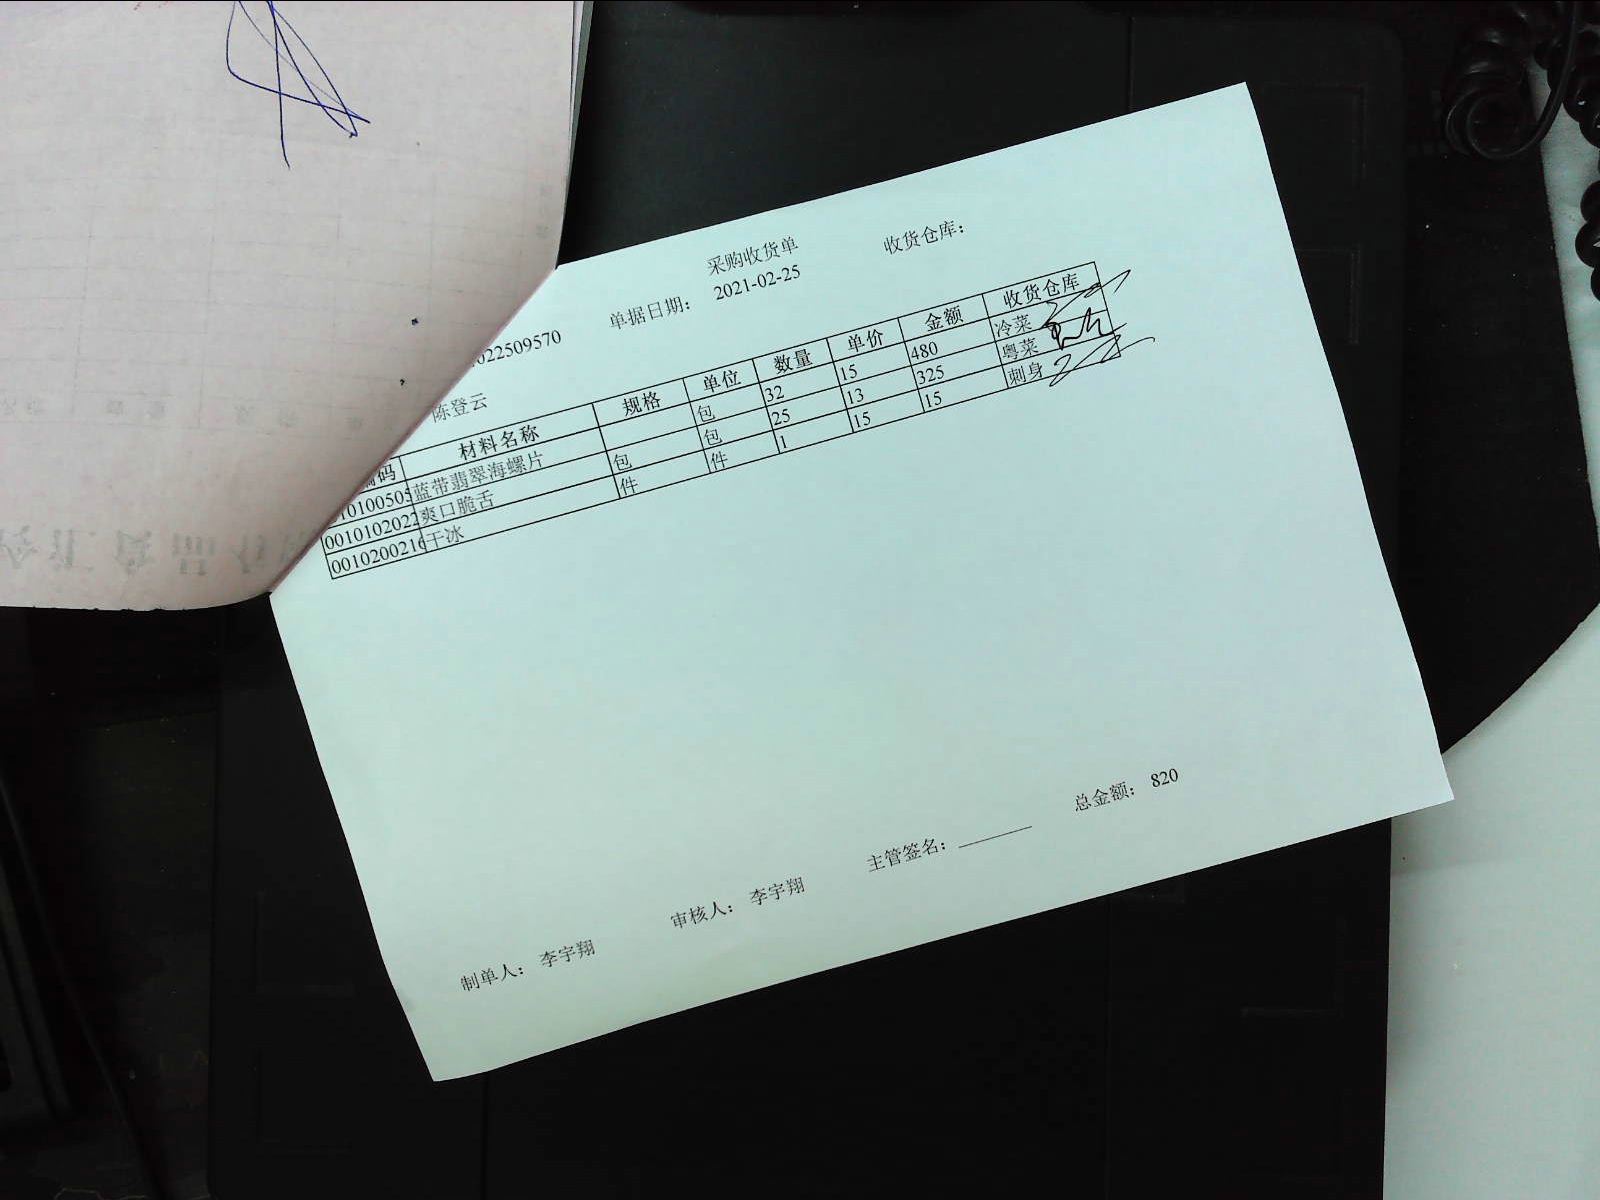 采购收货单
收货仓库：
022509570
单据日期： 2021-02-25
陈登云
码 材料名称 规格 单位 数量 单价 金额 收货仓库
10100505 蓝带翡翠海螺片 包 32 15 480 冷菜
0010102022 爽口脆舌 包 包 25 13 325 粤菜
001020021 干冰 件 件 1 15 15 刺身
总金额： 820
制单人： 李宇翔 审核人： 李宇翔 主管签名：